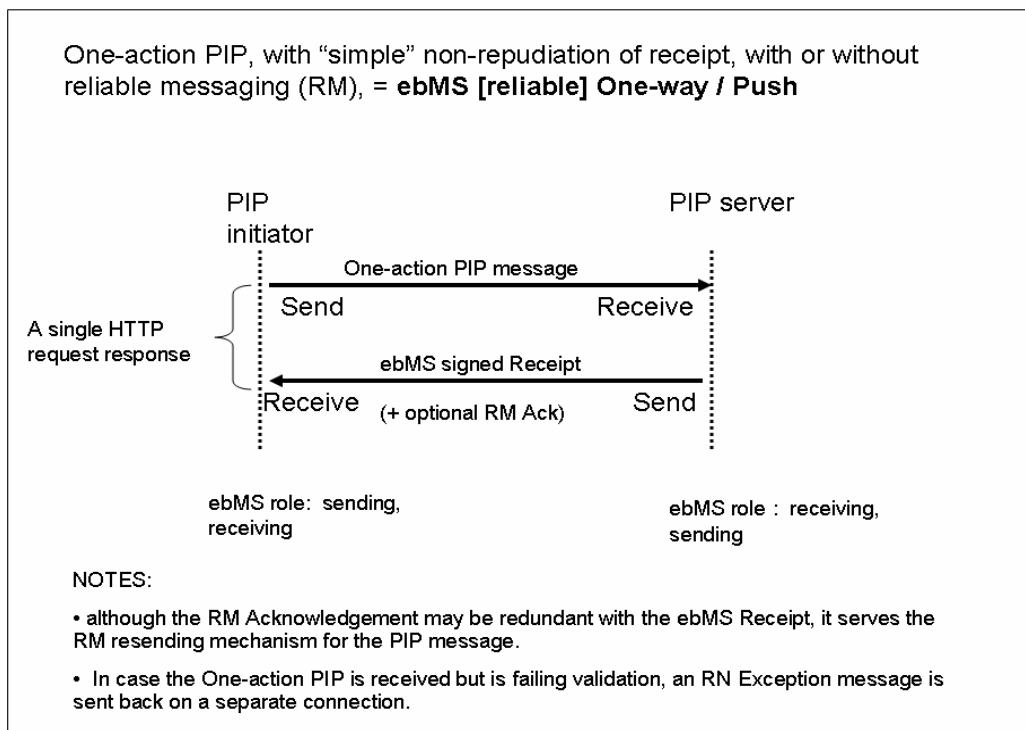 One-action PIP, with “simple” non-repudiation of receipt, with or without
reliable messaging (RM), = ebMS [reliable] One-way / Push
PIP
initiator
PIP server
One-action PIP message
Send
Receive
A single HTTP
request response
ebMS signed Receipt
Receive
(+ optional RM Ack)
Send
ebMS role: sending,
receiving
ebMS role : receiving,
sending
NOTES:
• although the RM Acknowledgement may be redundant with the ebMS Receipt, it serves the
RM resending mechanism for the PIP message.
• In case the One-action PIP is received but is failing validation, an RN Exception message is
sent back on a separate connection.